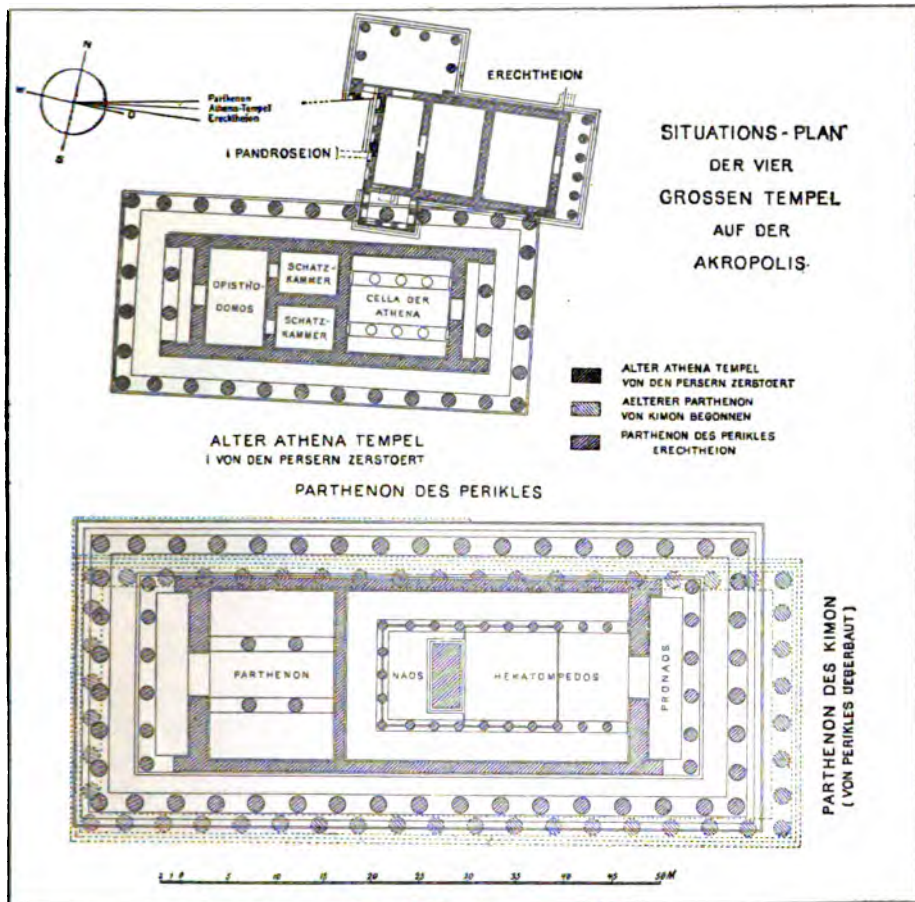 N
W
O
S
Parthenon
Athena-Tempel
Erechtheion
ERECHTHEION
( PANDROSEION )
SITUATIONS-PLAN
DER VIER
GROSSEN TEMPEL
AUF DER
AKROPOLIS.
OPISTHO-
DOMOS
SCHATZ-
KAMMER
SCHATZ-
KAMMER
CELLA DER
ATHENA
ALTER ATHENA TEMPEL
VON DEN PERSERN ZERSTOERT
AELTERER PARTHENON
VON KIMON BEGONNEN
PARTHENON DES PERIKLES
ERECHTHEION
ALTER ATHENA TEMPEL
( VON DEN PERSERN ZERSTOERT
PARTHENON DES PERIKLES
PARTHENON
NAOS
HEKATOMPEDOS
PRONAOS
PARTHENON DES KIMON
( VON PERIKLES UEBERBAUT )
5 10 15 20 25 30 35 40 45 50 M